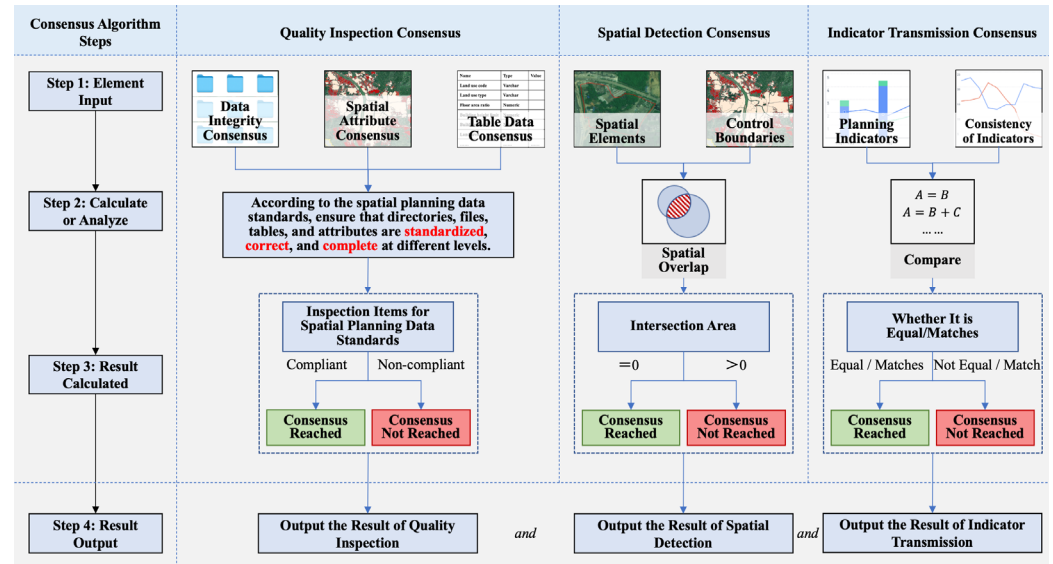 Consensus Algorithm
Steps
Quality Inspection Consensus
Spatial Detection Consensus
Indicator Transmission Consensus
Step 1: Element
Input
Data
Integrity
Consensus
Spatial
Attribute
Consensus
Name Type Value
Land use code Varchar
Land use type Varchar
Floor area ratio Numeric
Table Data
Consensus
Spatial
Elements
Control
Boundaries
Planning
Indicators
Consistency
of Indicators
Step 2: Calculate
or Analyze
According to the spatial planning data
standards, ensure that directories, files,
tables, and attributes are standardized,
correct, and complete at different levels.
Spatial
Overlap
A = B
A = B + C
... ...
Compare
Step 3: Result
Calculated
Inspection Items for
Spatial Planning Data
Standards
Compliant
Non-compliant
Consensus
Reached
Consensus
Not Reached
Intersection Area
=0
>0
Consensus
Reached
Consensus
Not Reached
Whether It is
Equal/Matches
Equal / Matches
Not Equal / Match
Consensus
Reached
Consensus
Not Reached
Step 4: Result
Output
Output the Result of Quality
Inspection
and
Output the Result of Spatial
Detection
and
Output the Result of Indicator
Transmission